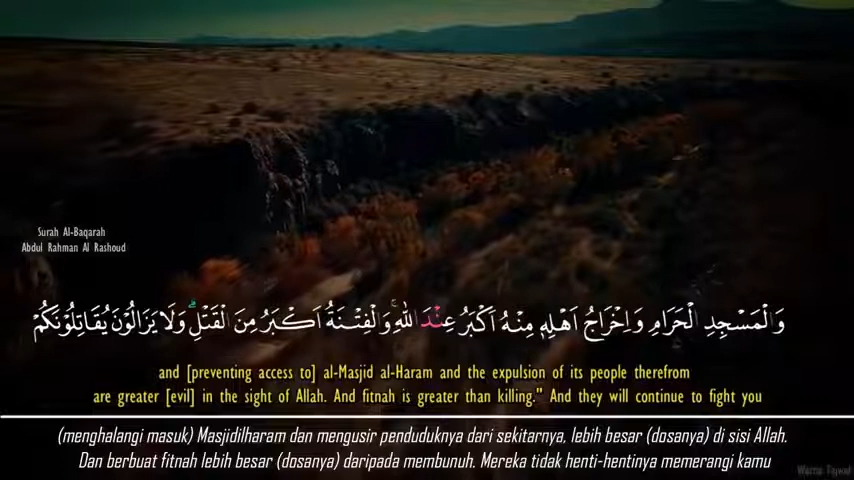 Surah Al-Baqarah
Abdul Rahman Al Rashoud
وَالْمَسْجِدِ الْحَرَامِ وَاِخْرَاجُ اَهْلِهٖ مِنْهُ اَكْبَرُ عِنْدَ اللّٰهِ ۚ وَالْفِتْنَةُ اَكْبَرُ مِنَ الْقَتْلِ ۗ وَلَا يَزَالُوْنَ يُقَاتِلُوْنَكُمْ
and [preventing access to] al-Masjid al-Haram and the expulsion of its people therefrom
are greater [evil] in the sight of Allah. And fitnah is greater than killing." And they will continue to fight you
(menghalangi masuk) Masjidilharam dan mengusir penduduknya dari sekitarnya, lebih besar (dosanya) di sisi Allah.
Dan berbuat fitnah lebih besar (dosanya) daripada membunuh. Mereka tidak henti-hentinya memerangi kamu
Warna Tajwid